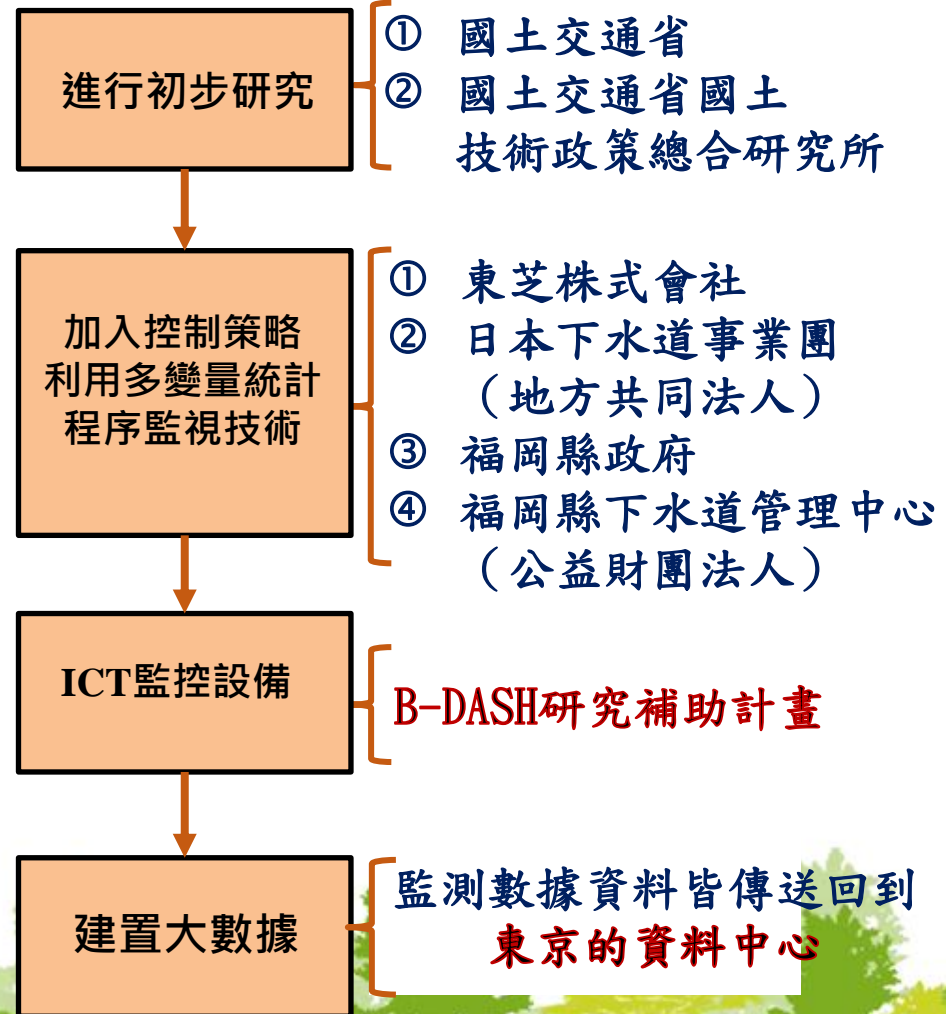 進行初步研究
① 國土交通省
② 國土交通省國土
技術政策總合研究所
加入控制策略
利用多變量統計
程序監視技術
① 東芝株式會社
② 日本下水道事業團
（地方共同法人）
③ 福岡縣政府
④ 福岡縣下水道管理中心
（公益財團法人）
ICT監控設備
B-DASH研究補助計畫
建置大數據
監測數據資料皆傳送回到
東京的資料中心